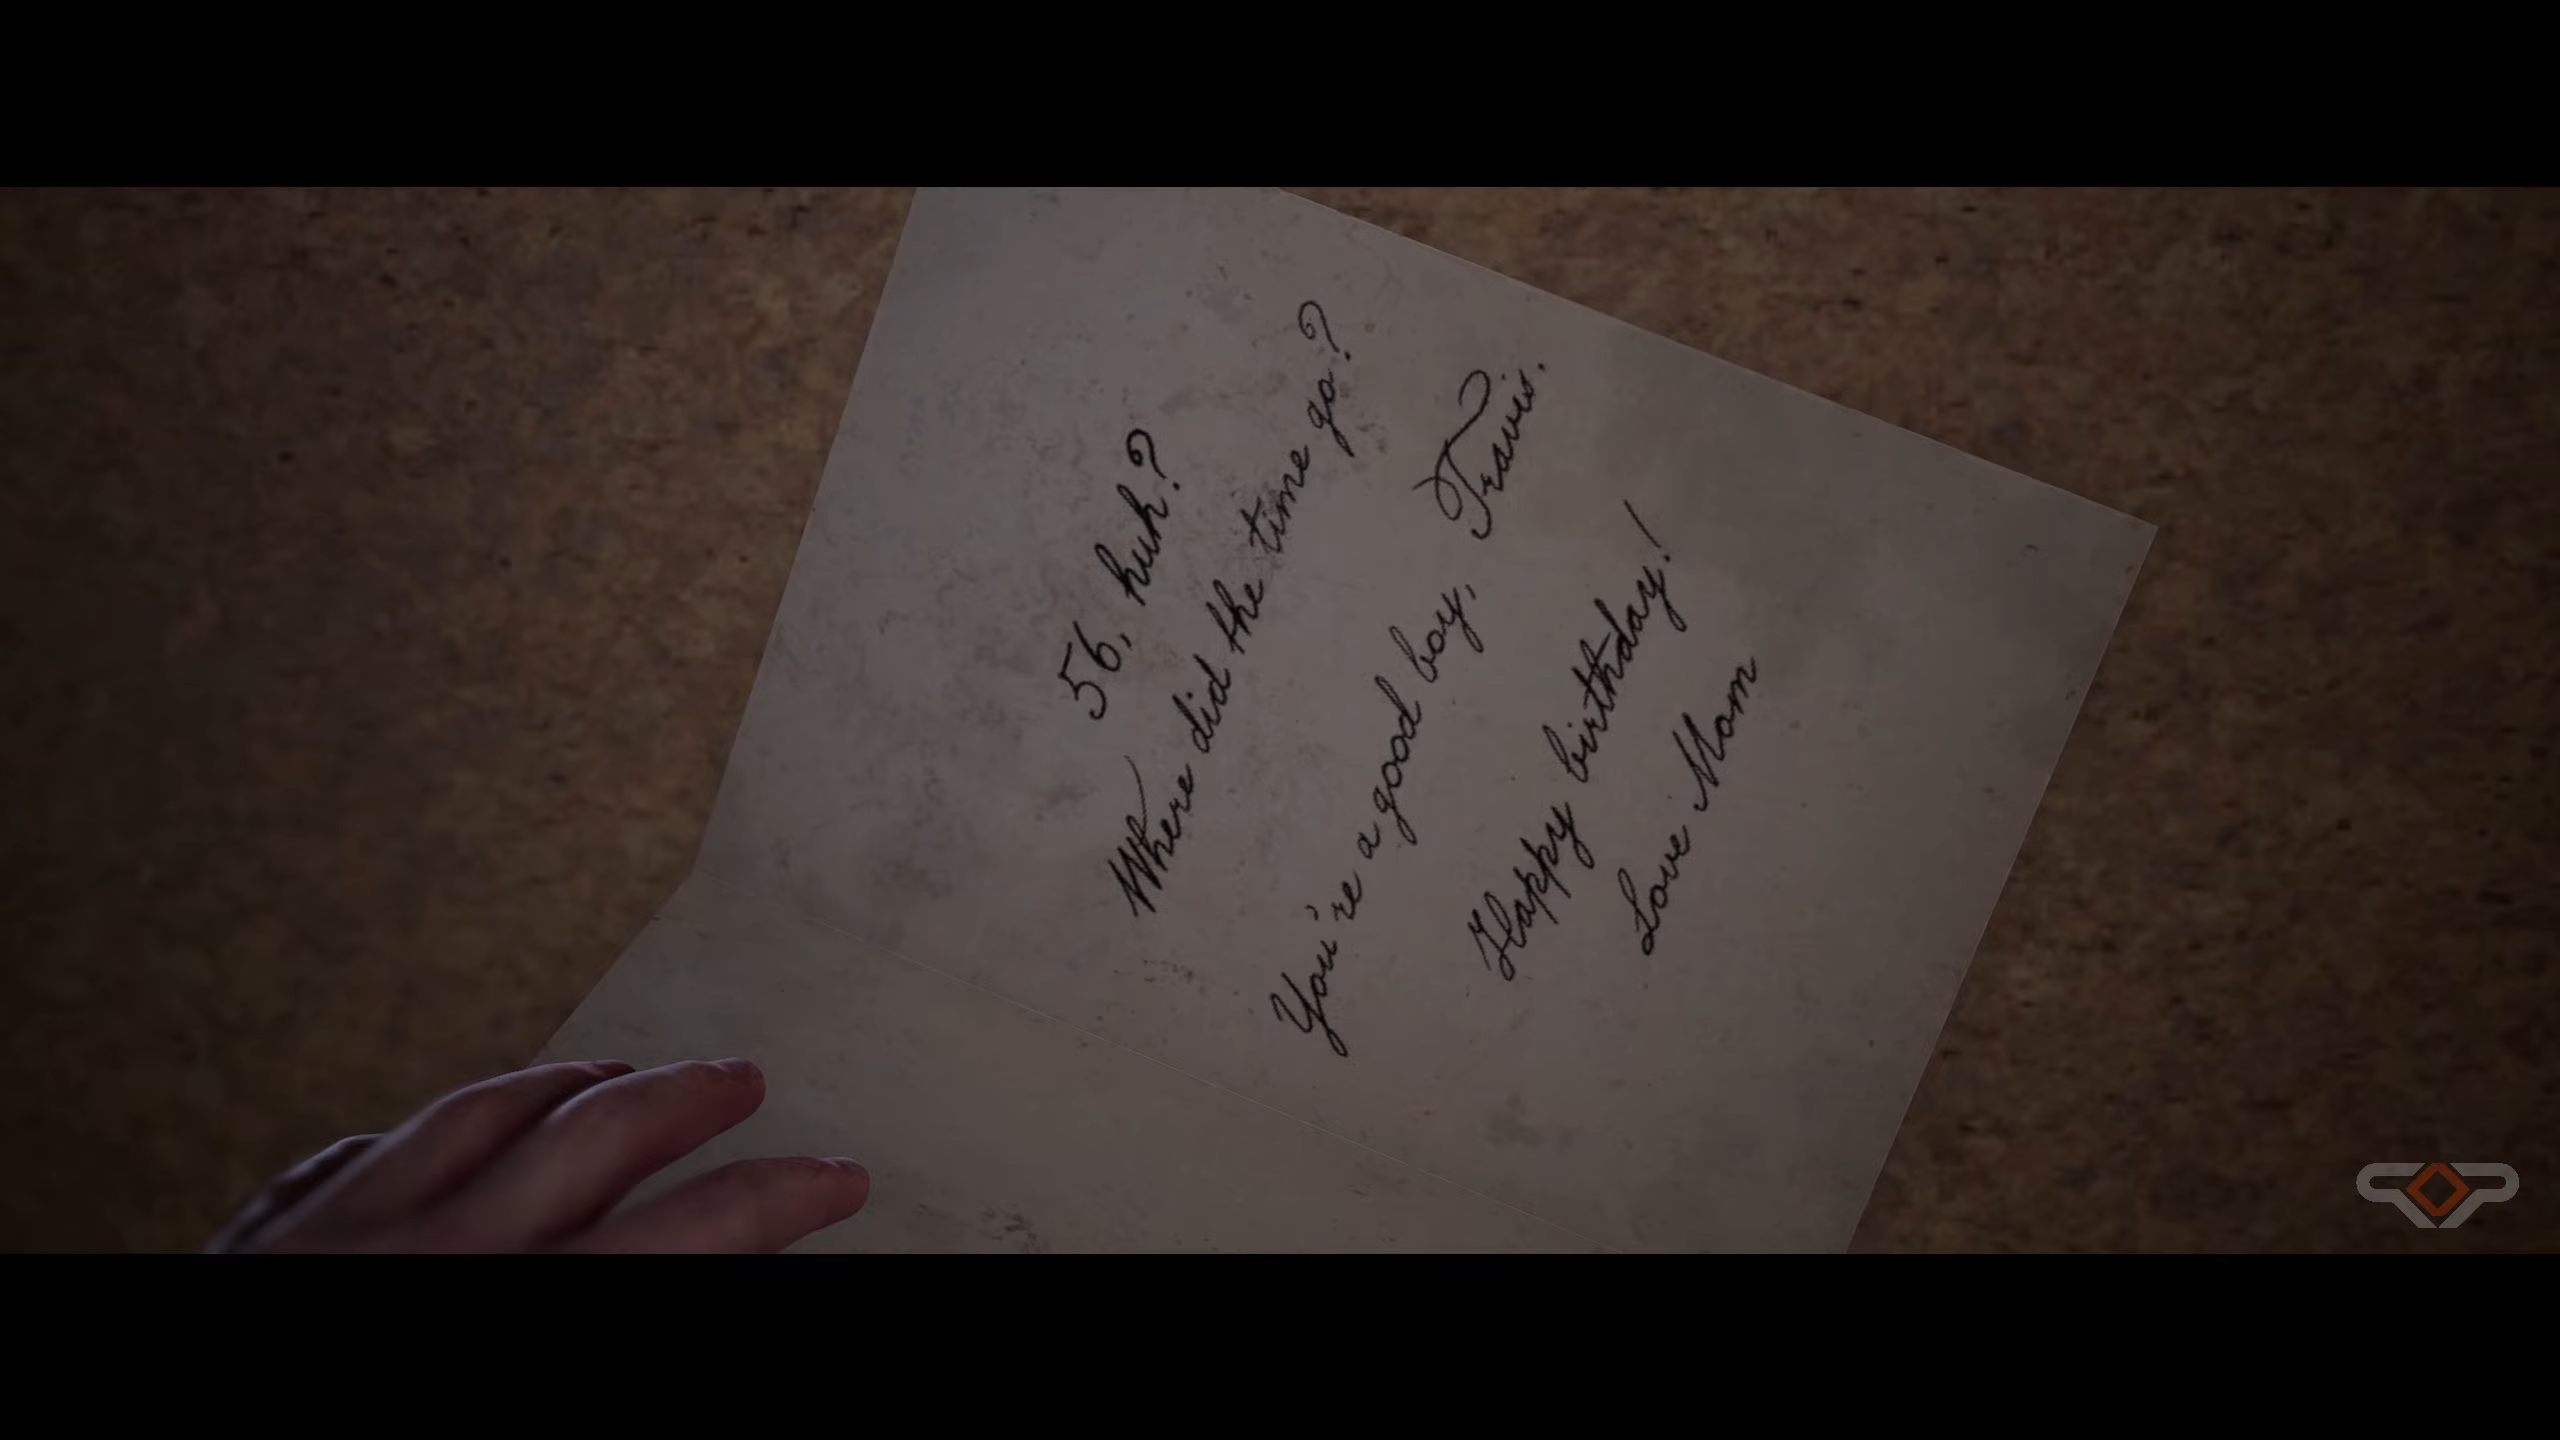 56, huh?
Where did the time go?
You're a good boy, Travis.
Happy birthday!
Love Mom